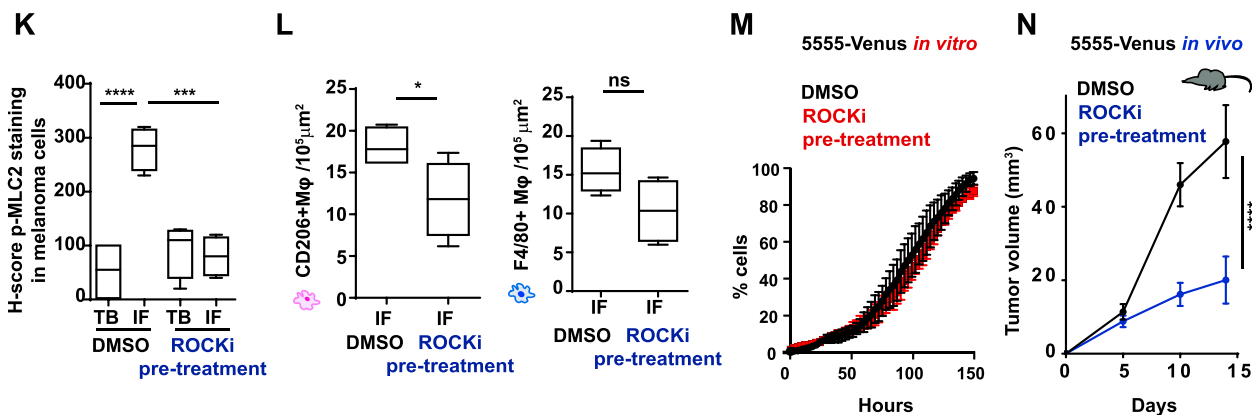 K
H-score p-MLC2 staining
in melanoma cells
400
300
200
100
0
****
***
TB IF TB IF
DMSO ROCKi
pre-treatment
L
CD206+Mφ /10⁵μm²
25
20
15
10
5
0
*
IF IF
DMSO ROCKi
pre-treatment
F4/80+ Mφ /10⁵ μm²
25
20
15
10
5
0
ns
IF IF
DMSO ROCKi
pre-treatment
M
5555-Venus in vitro
DMSO
ROCKi
pre-treatment
% cells
100
80
60
40
20
0
0 50 100 150
Hours
N
5555-Venus in vivo
DMSO
ROCKi
pre-treatment
Tumor volume (mm³)
60
40
20
0
****
0 5 10 15
Days